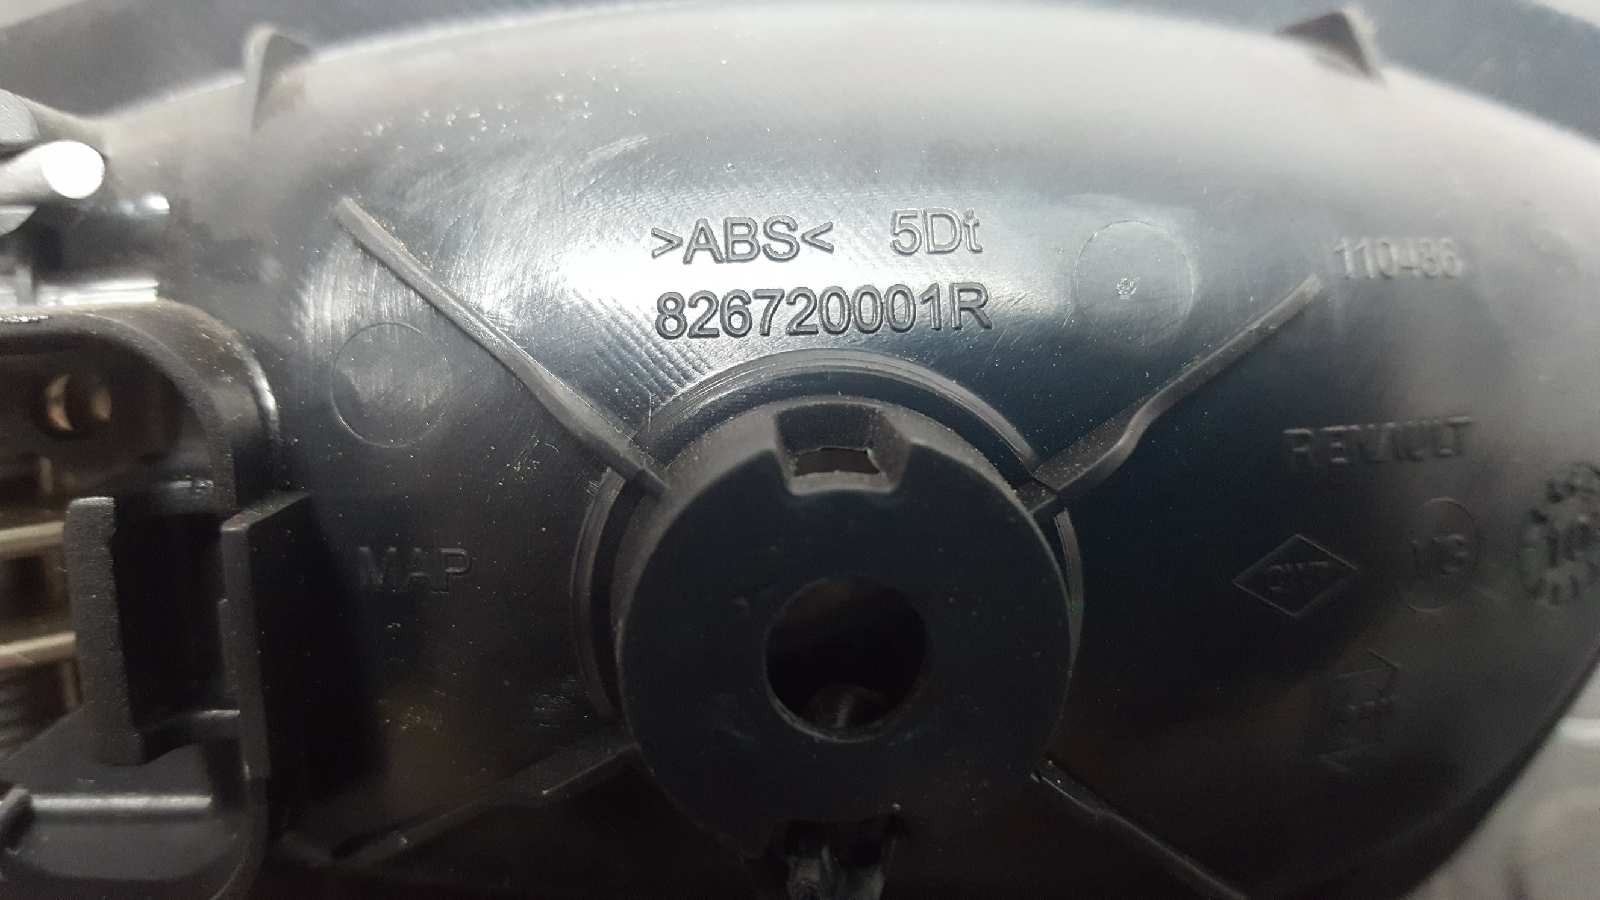 >ABS< 5Dt
826720001R
110486
RENAULT
MAP